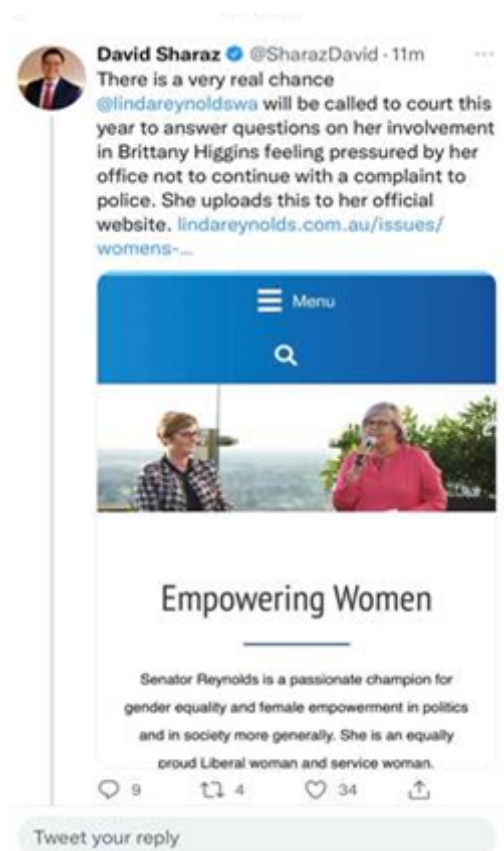 David Sharaz @SharazDavid · 11m ...
There is a very real chance
@lindareynoldswa will be called to court this
year to answer questions on her involvement
in Brittany Higgins feeling pressured by her
office not to continue with a complaint to
police. She uploads this to her official
website. lindareynolds.com.au/issues/
womens-...
Menu
Empowering Women
Senator Reynolds is a passionate champion for
gender equality and female empowerment in politics
and in society more generally. She is an equally
proud Liberal woman and service woman.
9 4 34
Tweet your reply